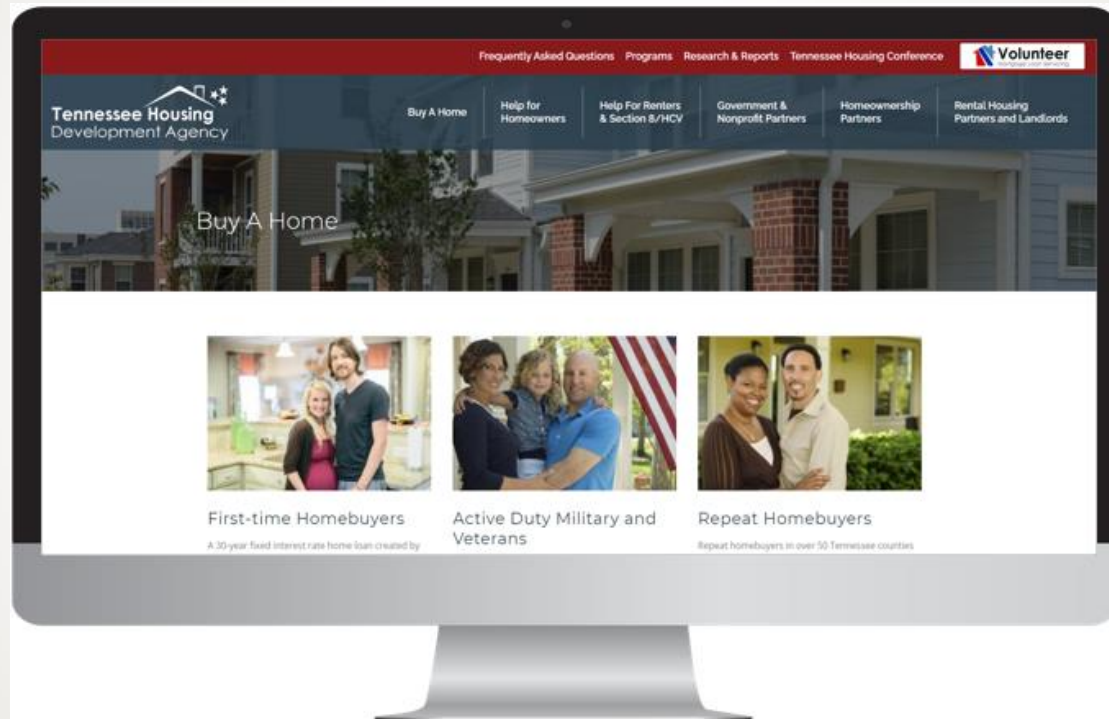 Frequently Asked Questions Programs Research & Reports Tennessee Housing Conference
Volunteer
Tennessee Housing
Development Agency
Buy A Home
Help for
Homeowners
Help For Renters
& Section 8/HCV
Government &
Nonprofit Partners
Homeownership
Partners
Rental Housing
Partners and Landlords
Buy A Home
First-time Homebuyers
A 30-year fixed interest rate home loan created by
Active Duty Military and
Veterans
Repeat Homebuyers
Repeat homebuyers in over 50 Tennessee counties